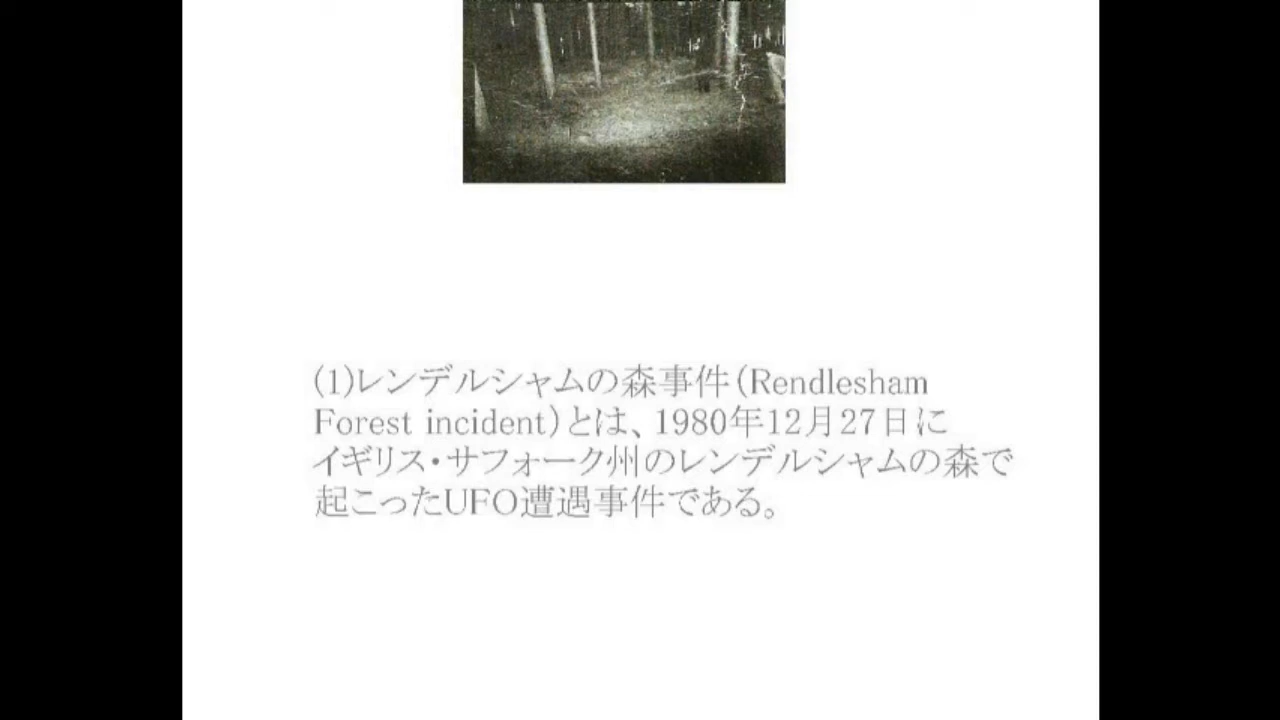 (1)レンデルシャムの森事件(Rendlesham
Forest incident)とは、1980年12月27日に
イギリス・サフォーク州のレンデルシャムの森で
起こったUFO遭遇事件である。